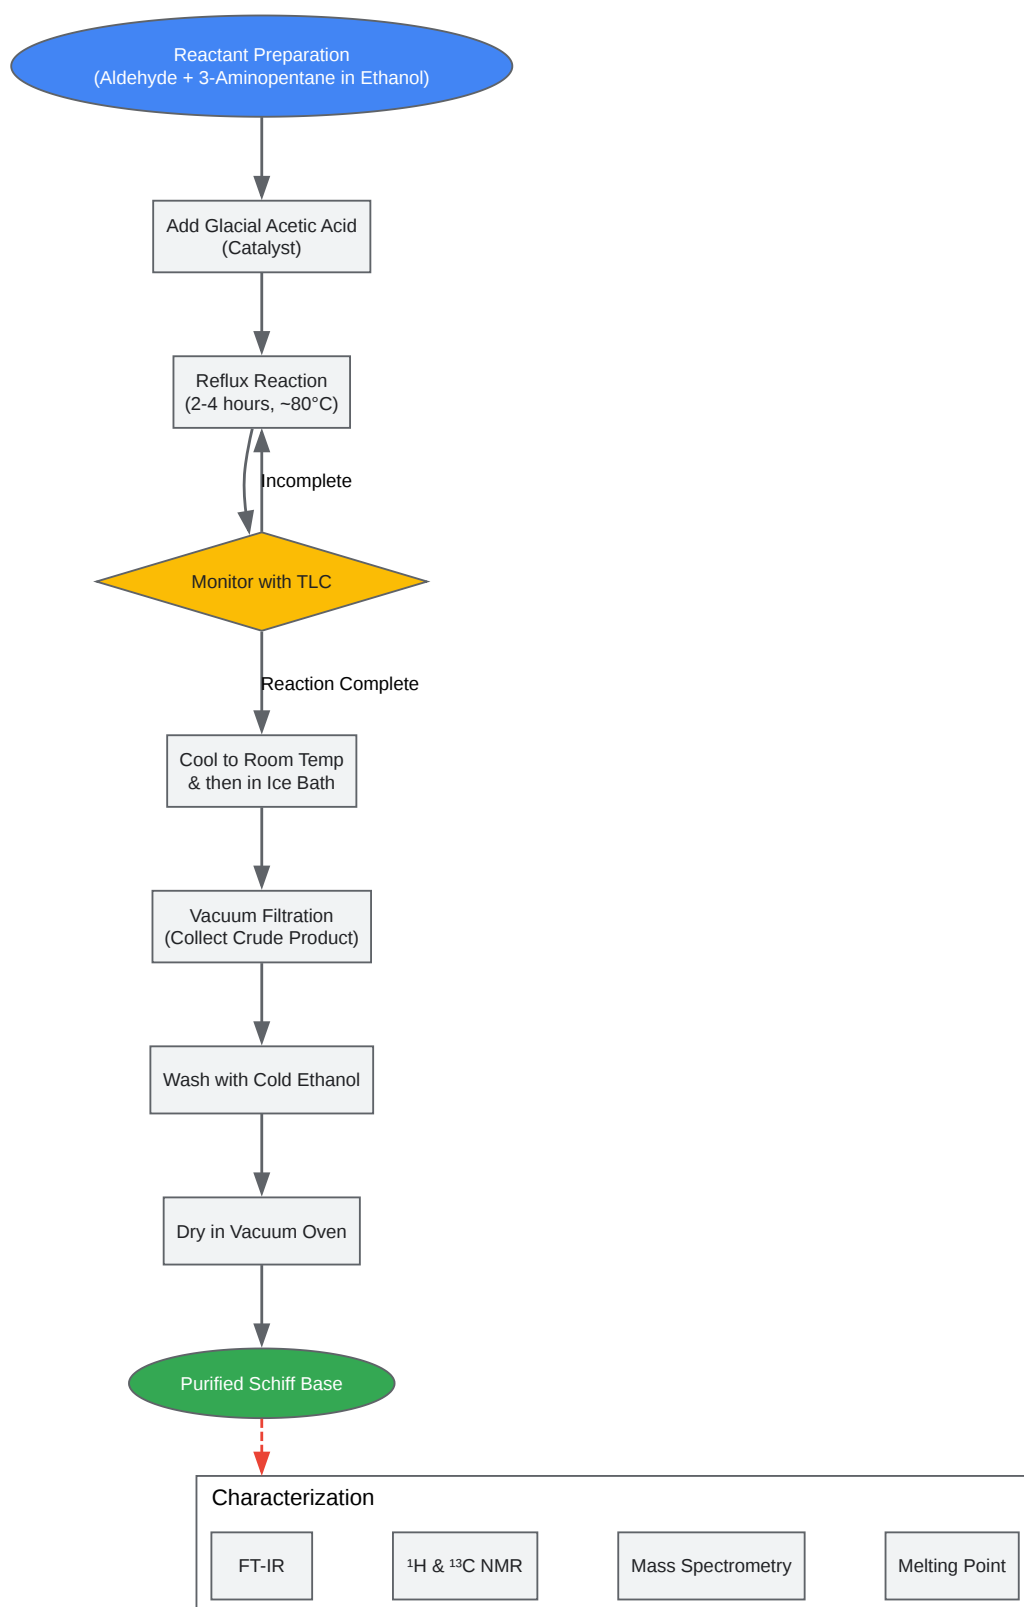 Reactant Preparation
(Aldehyde + 3-Aminopentane in Ethanol)
Add Glacial Acetic Acid
(Catalyst)
Reflux Reaction
(2-4 hours, ~80°C)
Incomplete
Monitor with TLC
Reaction Complete
Cool to Room Temp
& then in Ice Bath
Vacuum Filtration
(Collect Crude Product)
Wash with Cold Ethanol
Dry in Vacuum Oven
Purified Schiff Base
Characterization
FT-IR
¹H & ¹³C NMR
Mass Spectrometry
Melting Point